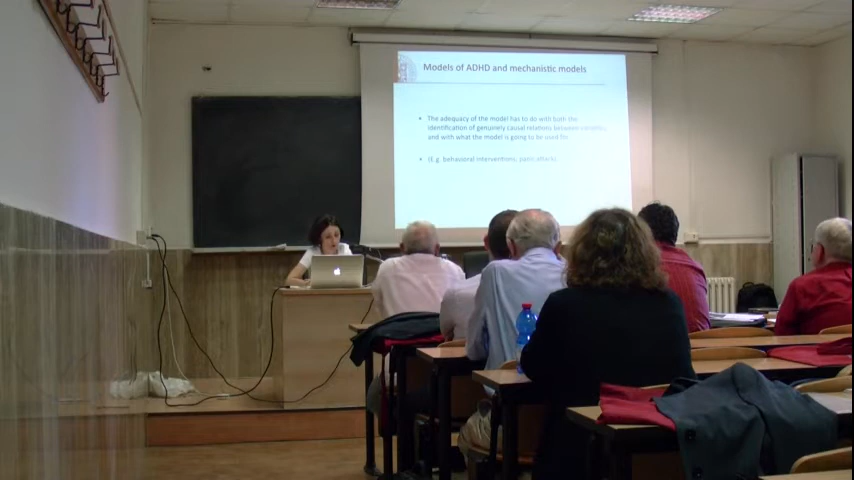 Models of ADHD and mechanistic models
• The adequacy of the model has to do with both the
identification of genuinely causal relations between variables,
and with what the model is going to be used for.
• (E.g. behavioral interventions, panic attack).